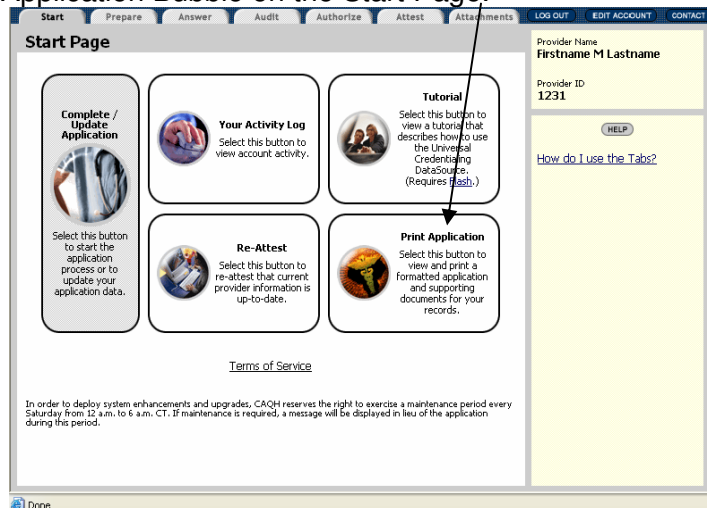 Application Bubble on the Start Page.
Start Prepare Answer Audit Authorize Attest Attachments LOG OUT EDIT ACCOUNT CONTACT
Start Page
Provider Name
Firstname M Lastname
Provider ID
1231
HELP
How do I use the Tabs?
Complete /
Update
Application
Select this button
to start the
application
process or to
update your
application data.
Your Activity Log
Select this button to
view account activity.
Tutorial
Select this button to
view a tutorial that
describes how to use
the Universal
Credentialing
DataSource.
(Requires Flash.)
Re-Attest
Select this button to
re-attest that current
provider information is
up-to-date.
Print Application
Select this button to
view and print a
formatted application
and supporting
documents for your
records.
Terms of Service
In order to deploy system enhancements and upgrades, CAQH reserves the right to exercise a maintenance period every
Saturday from 12 a.m. to 6 a.m. CT. If maintenance is required, a message will be displayed in lieu of the application
during this period.
Done